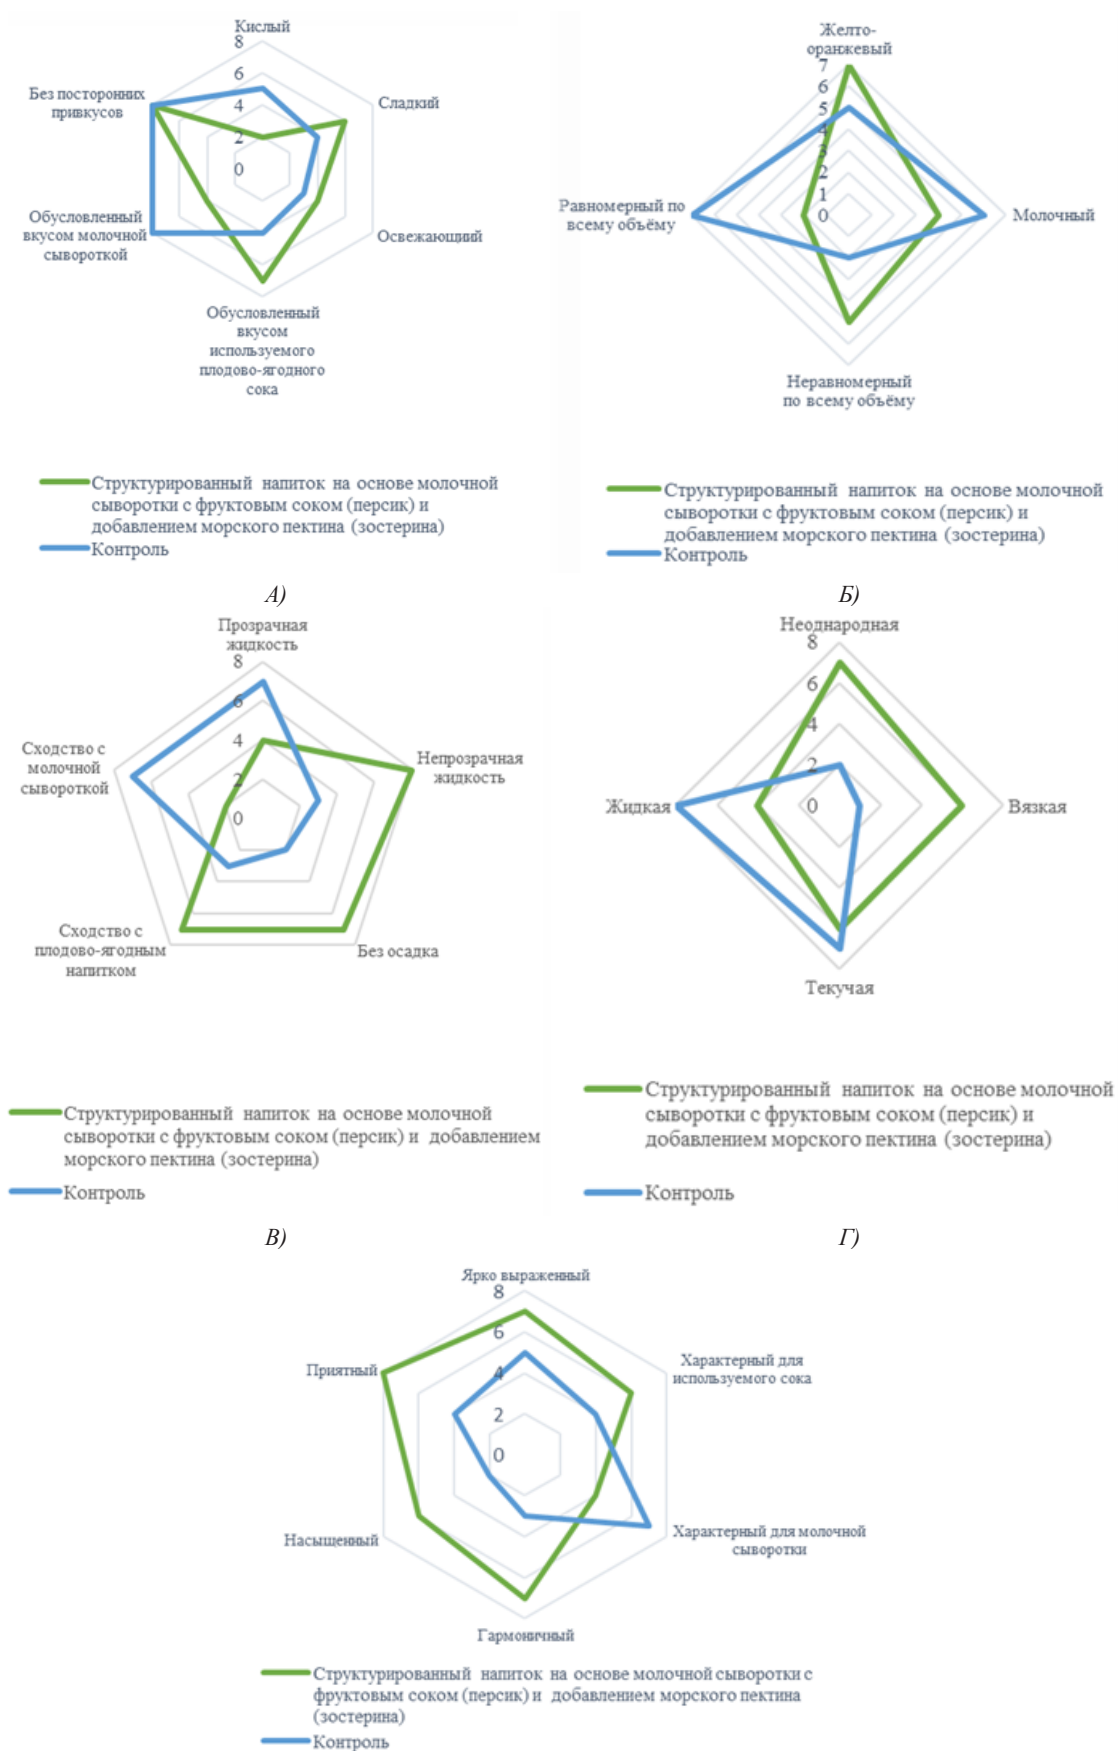 Кислый
8
6
4
2
0
Без посторонних
привкусов
Сладкий
Обусловленный
вкусом молочной
сывороткой
Освежающиий
Обусловленный
вкусом
используемого
плодово-ягодного
сока
Структурированный напиток на основе молочной
сыворотки с фруктовым соком (персик) и
добавлением морского пектина (зостерина)
Контроль
А)
Желто-
оранжевый
7
6
5
4
3
2
1
0
Равномерный по
всему объёму
Молочный
Неравномерный
по всему объёму
Структурированный напиток на основе молочной
сыворотки с фруктовым соком (персик) и
добавлением морского пектина (зостерина)
Контроль
Б)
Прозрачная
жидкость
8
6
4
2
0
Сходство с
молочной
сывороткой
Непрозрачная
жидкость
Сходство с
плодово-ягодным
напитком
Без осадка
Структурированный напиток на основе молочной
сыворотки с фруктовым соком (персик) и добавлением
морского пектина (зостерина)
Контроль
В)
Неоднародная
8
6
4
2
0
Жидкая
Вязкая
Текучая
Структурированный напиток на основе молочной
сыворотки с фруктовым соком (персик) и
добавлением морского пектина (зостерина)
Контроль
Г)
Ярко выраженный
8
6
4
2
0
Приятный
Характерный для
используемого сока
Насыщенный
Характерный для молочной
сыворотки
Гармоничный
Структурированный напиток на основе молочной сыворотки с
фруктовым соком (персик) и добавлением морского пектина
(зостерина)
Контроль